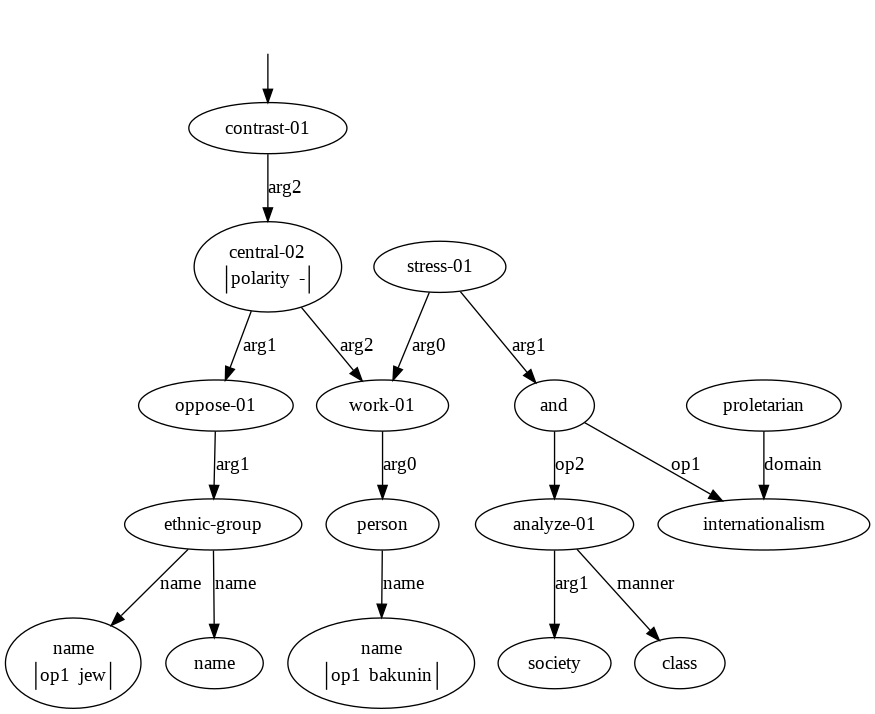 contrast-01
arg2
central-02
polarity -
stress-01
arg1
arg2
arg0
arg1
oppose-01
work-01
and
proletarian
arg1
arg0
op2
op1
domain
ethnic-group
person
analyze-01
internationalism
name
name
name
arg1
manner
name
op1 jew
name
name
op1 bakunin
society
class